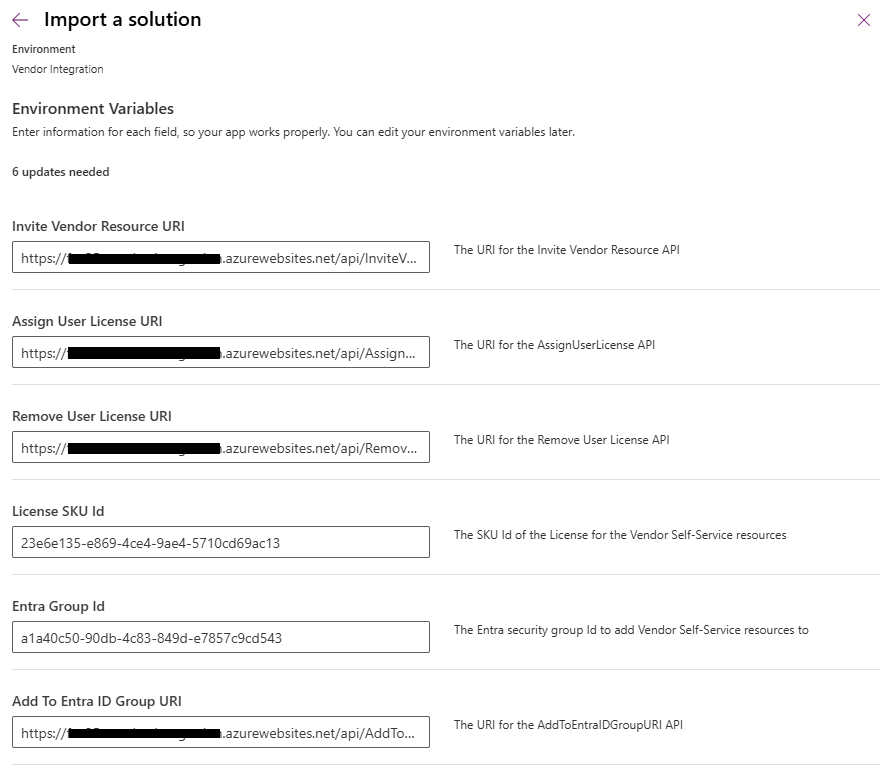 Import a solution
Environment
Vendor Integration
Environment Variables
Enter information for each field, so your app works properly. You can edit your environment variables later.
6 updates needed
Invite Vendor Resource URI
https:// .azurewebsites.net/api/InviteV...
The URI for the Invite Vendor Resource API
Assign User License URI
https:// .azurewebsites.net/api/Assign...
The URI for the AssignUserLicense API
Remove User License URI
https:// .azurewebsites.net/api/Remov...
The URI for the Remove User License API
License SKU Id
23e6e135-e869-4ce4-9ae4-5710cd69ac13
The SKU Id of the License for the Vendor Self-Service resources
Entra Group Id
a1a40c50-90db-4c83-849d-e7857c9cd543
The Entra security group Id to add Vendor Self-Service resources to
Add To Entra ID Group URI
https:// .azurewebsites.net/api/AddTo...
The URI for the AddToEntraIDGroupURI API